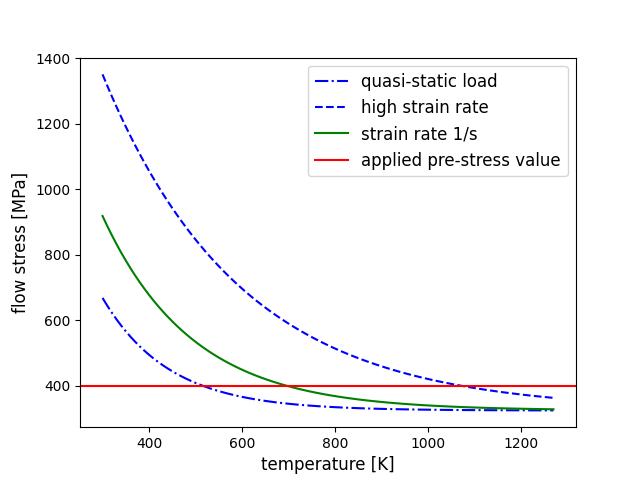 1400
1200
1000
800
600
400
flow stress [MPa]
quasi-static load
high strain rate
strain rate 1/s
applied pre-stress value
400 600 800 1000 1200
temperature [K]